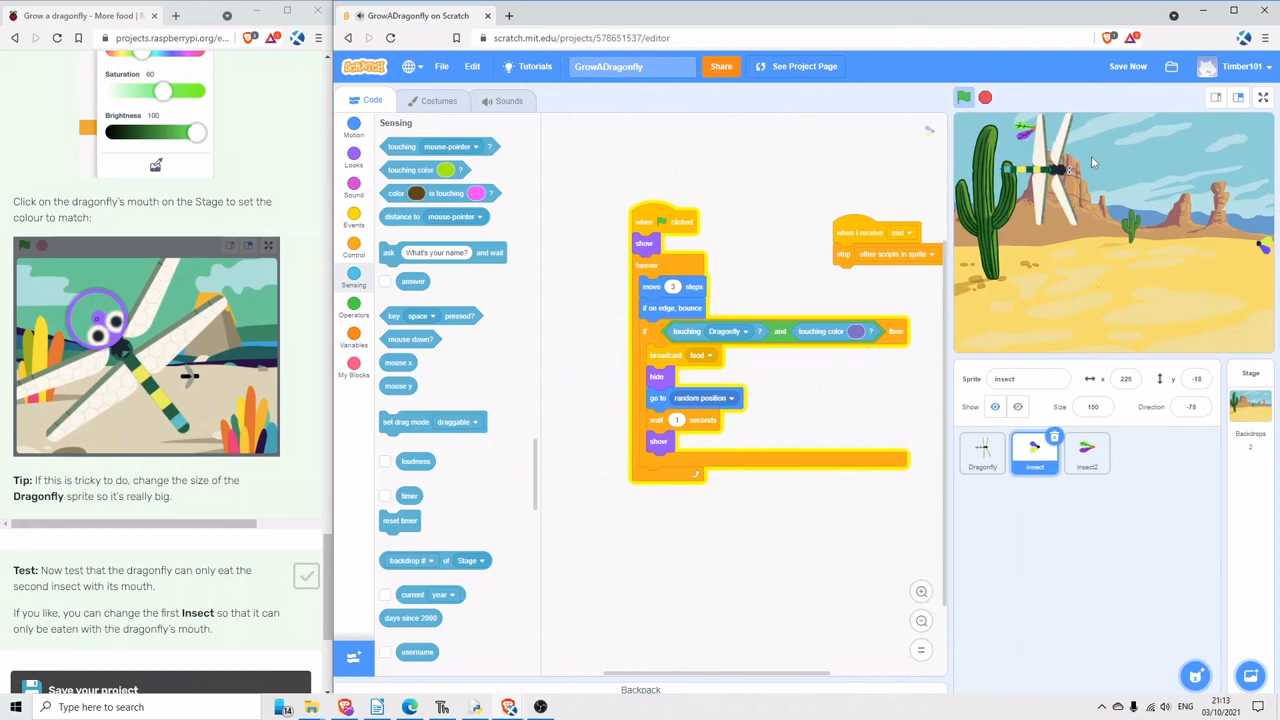 Grow a dragonfly - More food | R
GrowADragonfly on Scratch
projects.raspberrypi.org/e...
scratch.mit.edu/projects/578651537/editor
SCRATCH
File
Edit
Tutorials
GrowADragonfly
Share
See Project Page
Save Now
Timber101
Saturation 60
Brightness 100
Click on the dragonfly's mouth on the Stage to set the
colour to match:
Tip: If this is tricky to do, change the size of the
Dragonfly sprite so it's really big.
Test: Now test that the dragonfly can only eat the
second insect with its mouth.
If you like, you can change the first Insect so that it can
only be eaten with the dragonfly's mouth.
Save your project
Code
Costumes
Sounds
Motion
Looks
Sound
Events
Control
Sensing
Operators
Variables
My Blocks
Sensing
touching mouse-pointer ?
touching color ?
color is touching ?
distance to mouse-pointer
ask What's your name? and wait
answer
key space pressed?
mouse down?
mouse x
mouse y
set drag mode draggable
loudness
timer
reset timer
backdrop # of Stage
current year
days since 2000
username
when clicked
show
forever
move 3 steps
if on edge, bounce
if touching Dragonfly ? and touching color ? then
broadcast food
hide
go to random position
wait 1 seconds
show
when I receive end
stop other scripts in sprite
Backpack
Sprite insect x 225 y -18
Show Size 150 Direction -78
Dragonfly
insect
insect2
Stage
Backdrops
2
Type here to search
14
ENG
21:13
03/10/2021